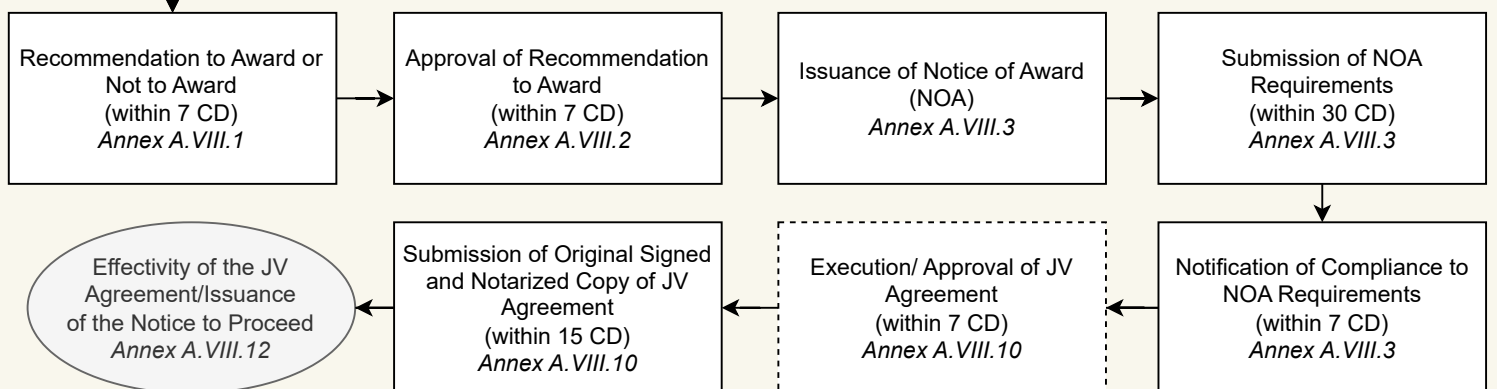 Recommendation to Award or
Not to Award
(within 7 CD)
Annex A.VIII.1
Approval of Recommendation
to Award
(within 7 CD)
Annex A.VIII.2
Issuance of Notice of Award
(NOA)
Annex A.VIII.3
Submission of NOA
Requirements
(within 30 CD)
Annex A.VIII.3
Notification of Compliance to
NOA Requirements
(within 7 CD)
Annex A.VIII.3
Execution/ Approval of JV
Agreement
(within 7 CD)
Annex A.VIII.10
Submission of Original Signed
and Notarized Copy of JV
Agreement
(within 15 CD)
Annex A.VIII.10
Effectivity of the JV
Agreement/Issuance
of the Notice to Proceed
Annex A.VIII.12